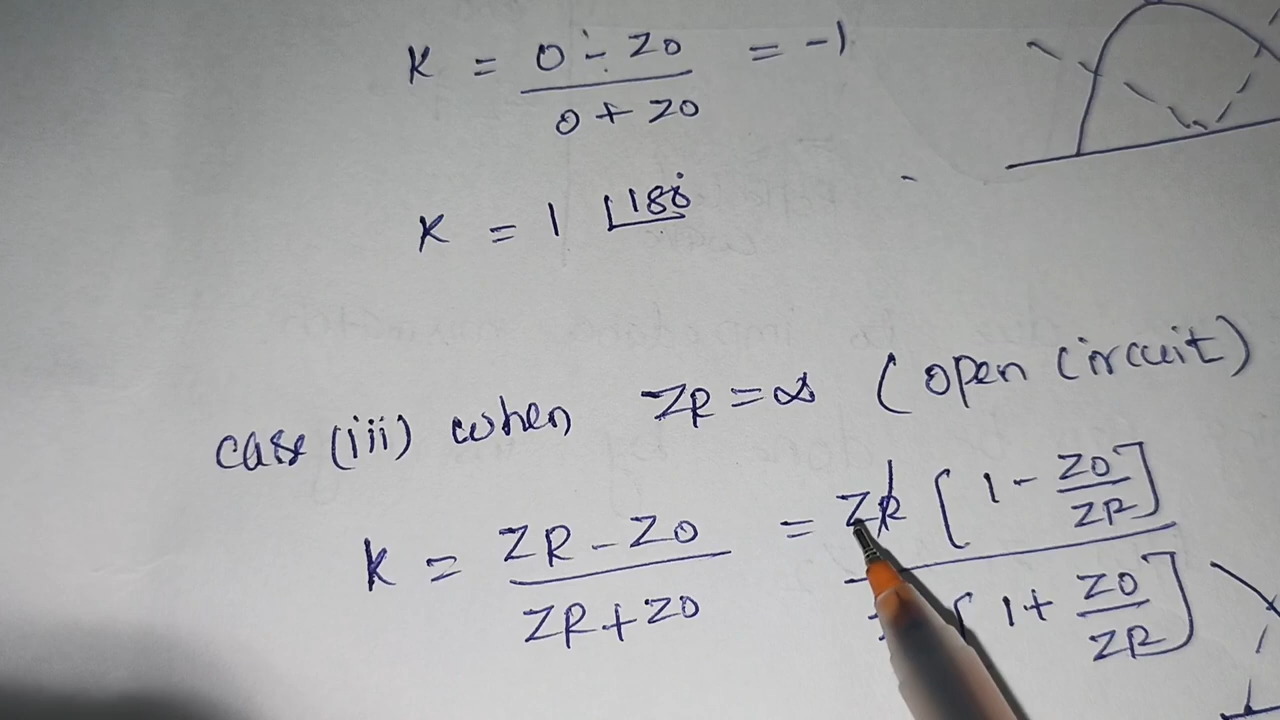 K = 0 - Z0 / 0 + Z0 = -1
K = 1 ∠180°
case (iii) when ZR = ∞ (open circuit)
K = ZR - Z0 / ZR + Z0 = ZR [1 - Z0/ZR] / [1 + Z0/ZR]